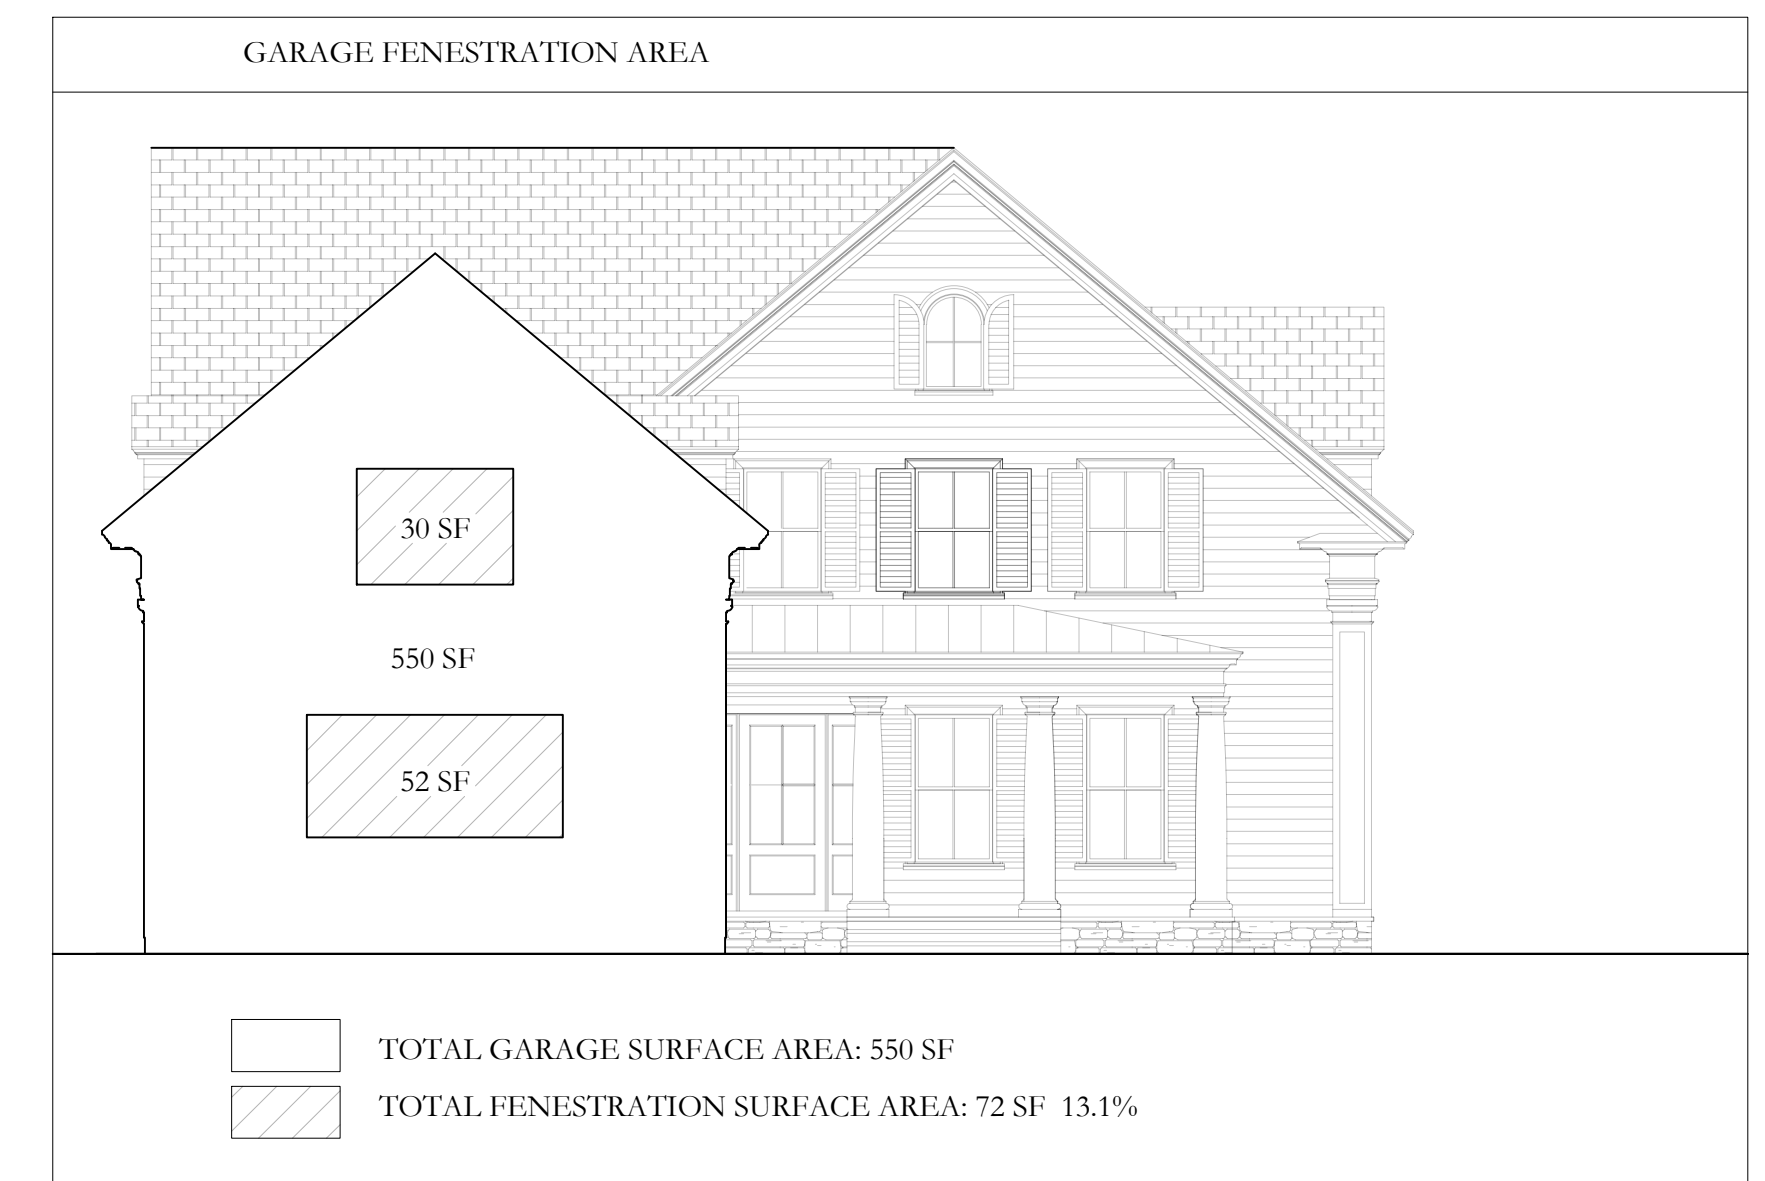 GARAGE FENESTRATION AREA
30 SF
550 SF
52 SF
TOTAL GARAGE SURFACE AREA: 550 SF
TOTAL FENESTRATION SURFACE AREA: 72 SF 13.1%